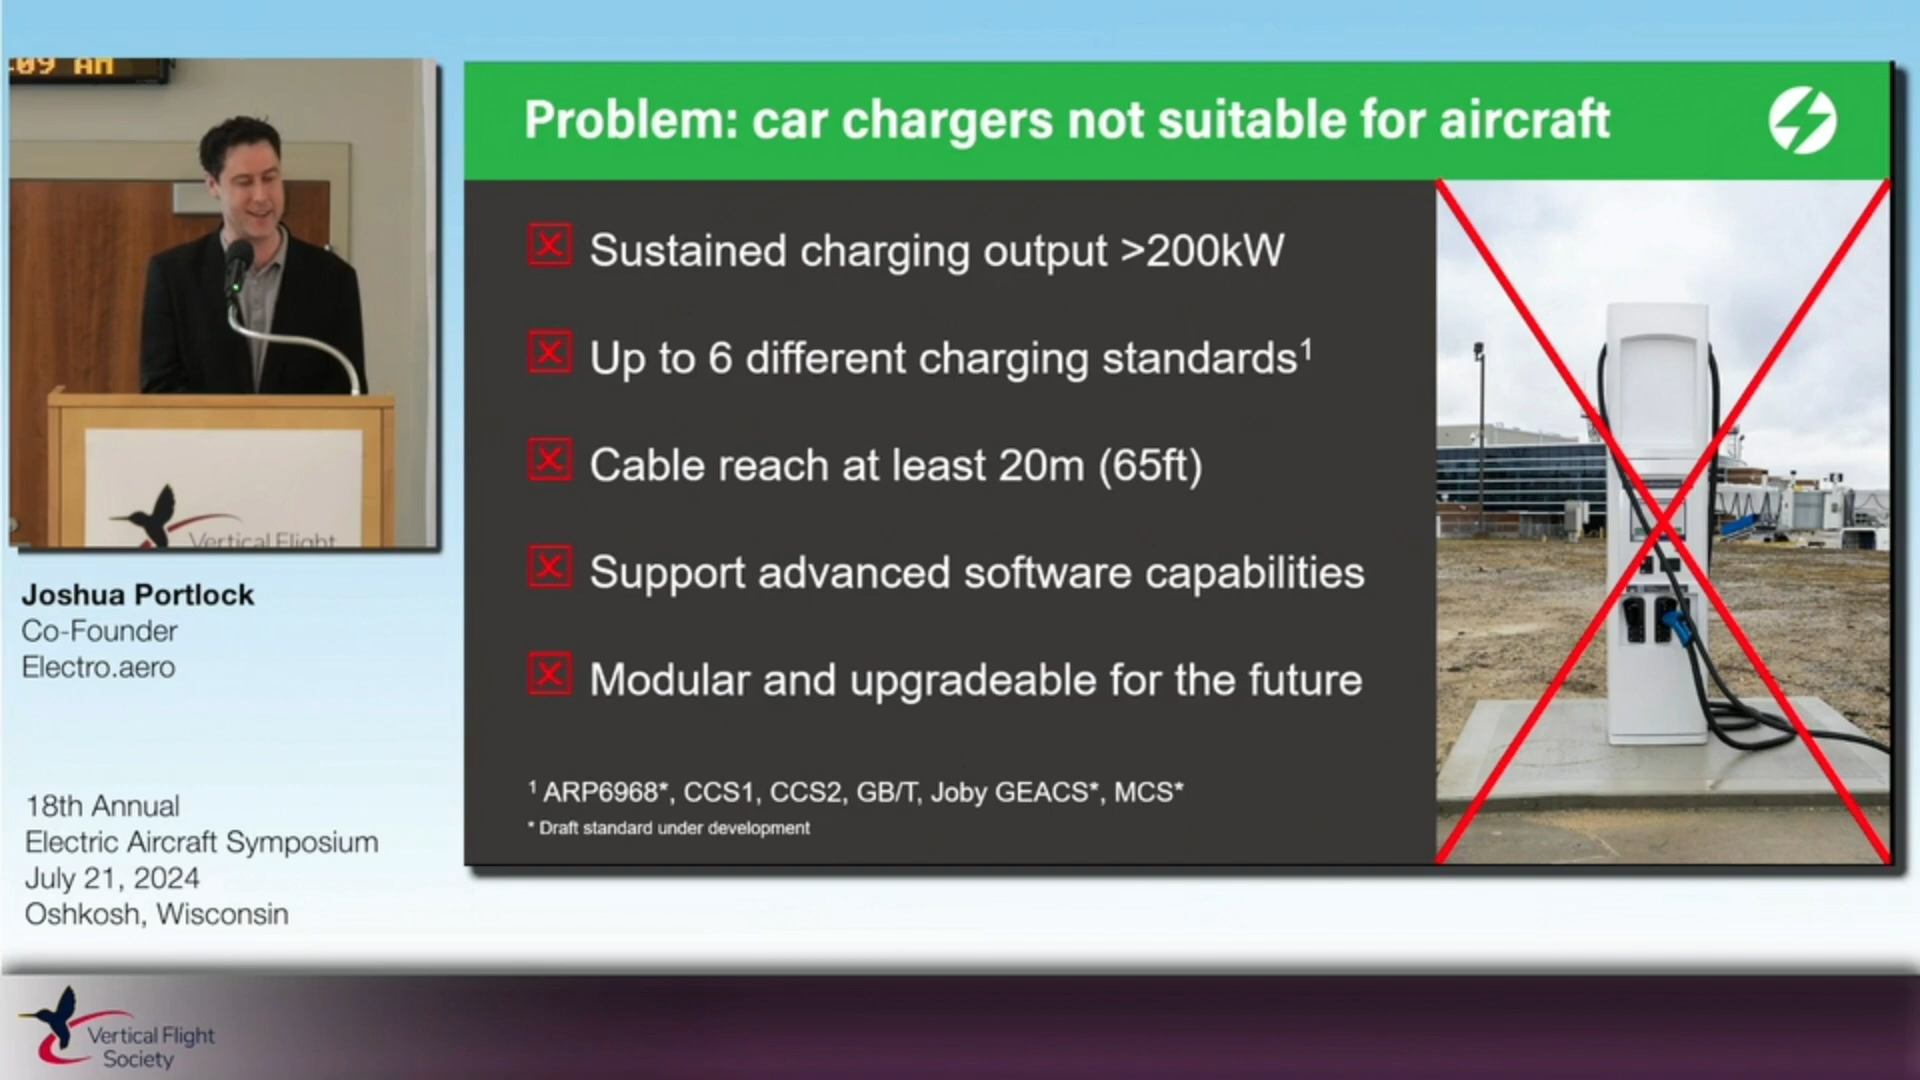 :09 AM
Vertical Flight
Joshua Portlock
Co-Founder
Electro.aero
18th Annual
Electric Aircraft Symposium
July 21, 2024
Oshkosh, Wisconsin
Problem: car chargers not suitable for aircraft
Sustained charging output >200kW
Up to 6 different charging standards¹
Cable reach at least 20m (65ft)
Support advanced software capabilities
Modular and upgradeable for the future
¹ ARP6968*, CCS1, CCS2, GB/T, Joby GEACS*, MCS*
* Draft standard under development
Vertical Flight
Society